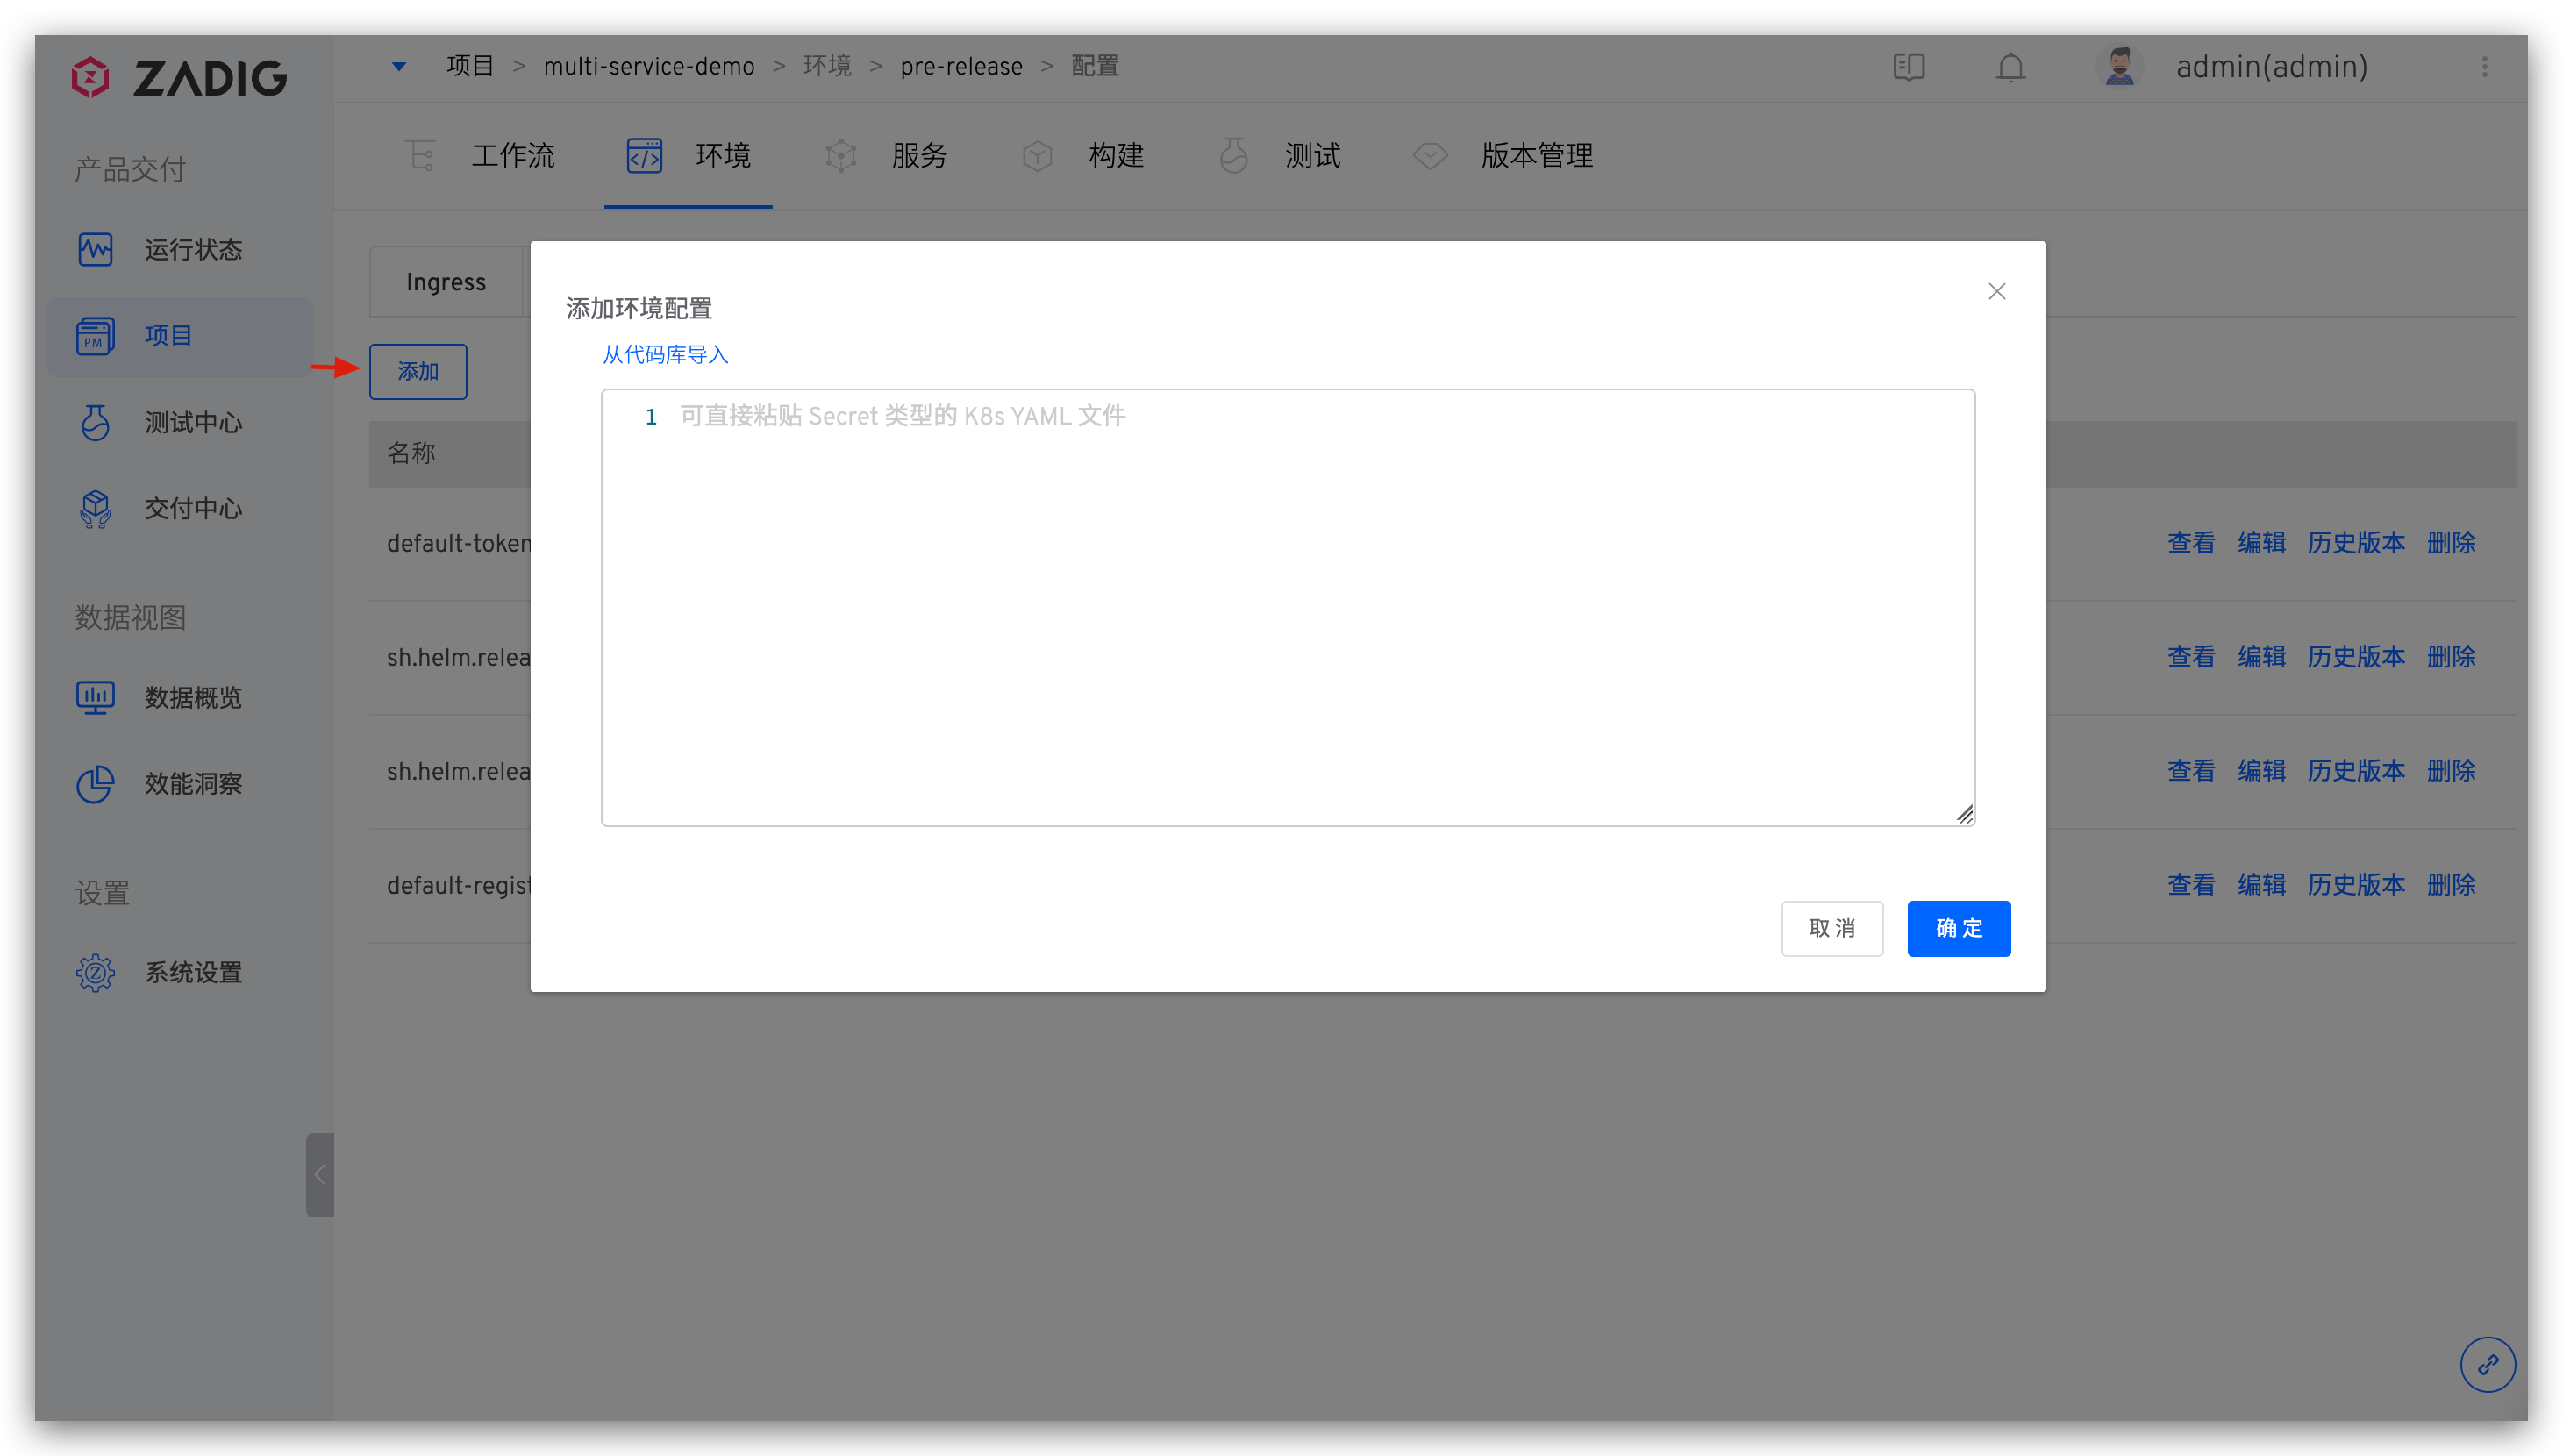 ZADIG
项目 > multi-service-demo > 环境 > pre-release > 配置
admin(admin)
产品交付
运行状态
PM
项目
测试中心
交付中心
数据视图
数据概览
效能洞察
设置
系统设置
工作流
环境
服务
构建
测试
版本管理
Ingress
添加
名称
default-token
查看 编辑 历史版本 删除
sh.helm.relea
查看 编辑 历史版本 删除
sh.helm.relea
查看 编辑 历史版本 删除
default-regist
查看 编辑 历史版本 删除
添加环境配置
从代码库导入
1 可直接粘贴 Secret 类型的 K8s YAML 文件
取消
确定